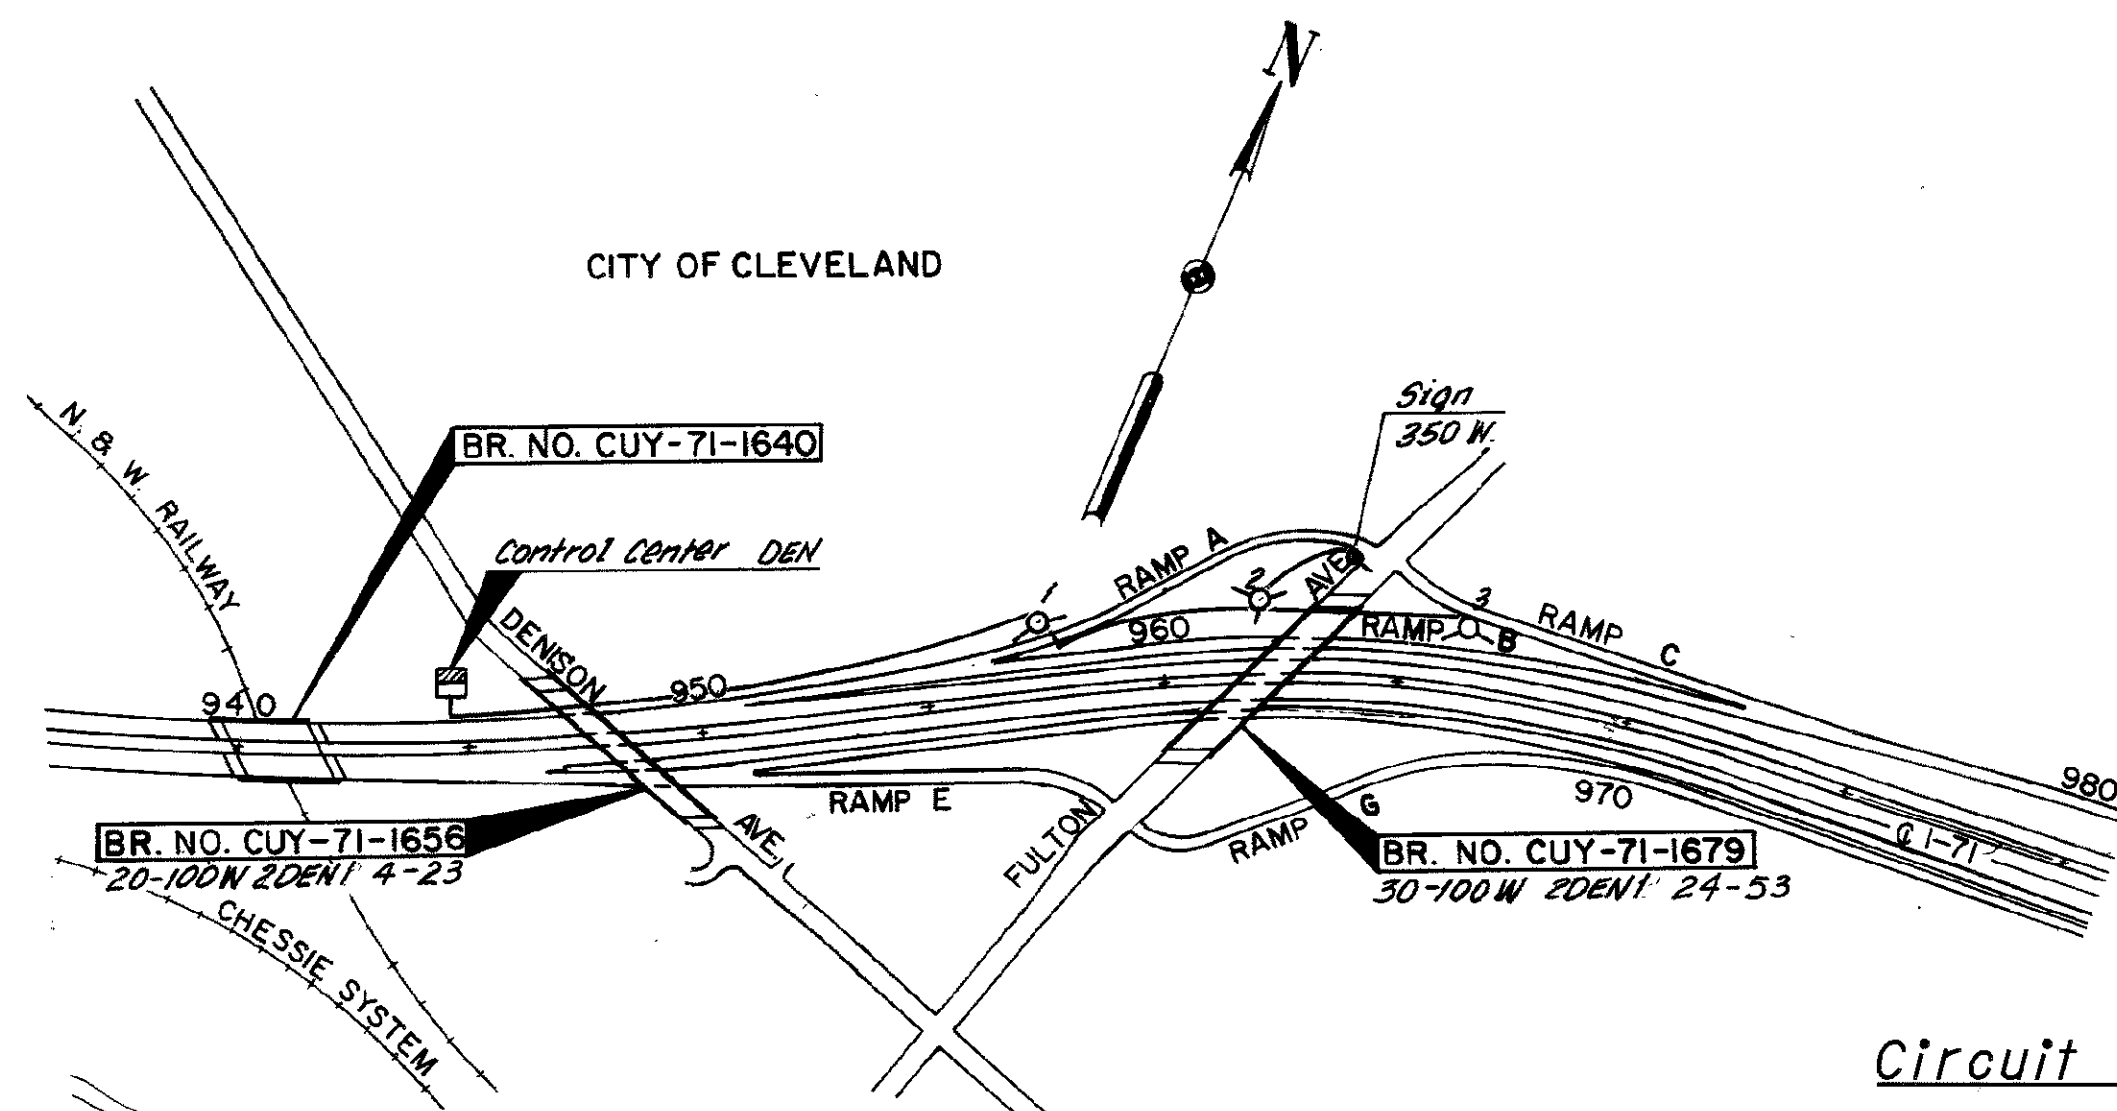 N
CITY OF CLEVELAND
Sign
350 W.
N. & W. RAILWAY
BR. NO. CUY-71-1640
Control Center DEN
DENISON
AVE.
RAMP A
1
2
3
AVE.
RAMP B
RAMP C
940
950
960
970
980
RAMP E
FULTON
RAMP G
℄ I-71
BR. NO. CUY-71-1656
20-100W 2DEN1 4-23
BR. NO. CUY-71-1679
30-100W 2DEN1 24-53
CHESSIE SYSTEM
Circuit